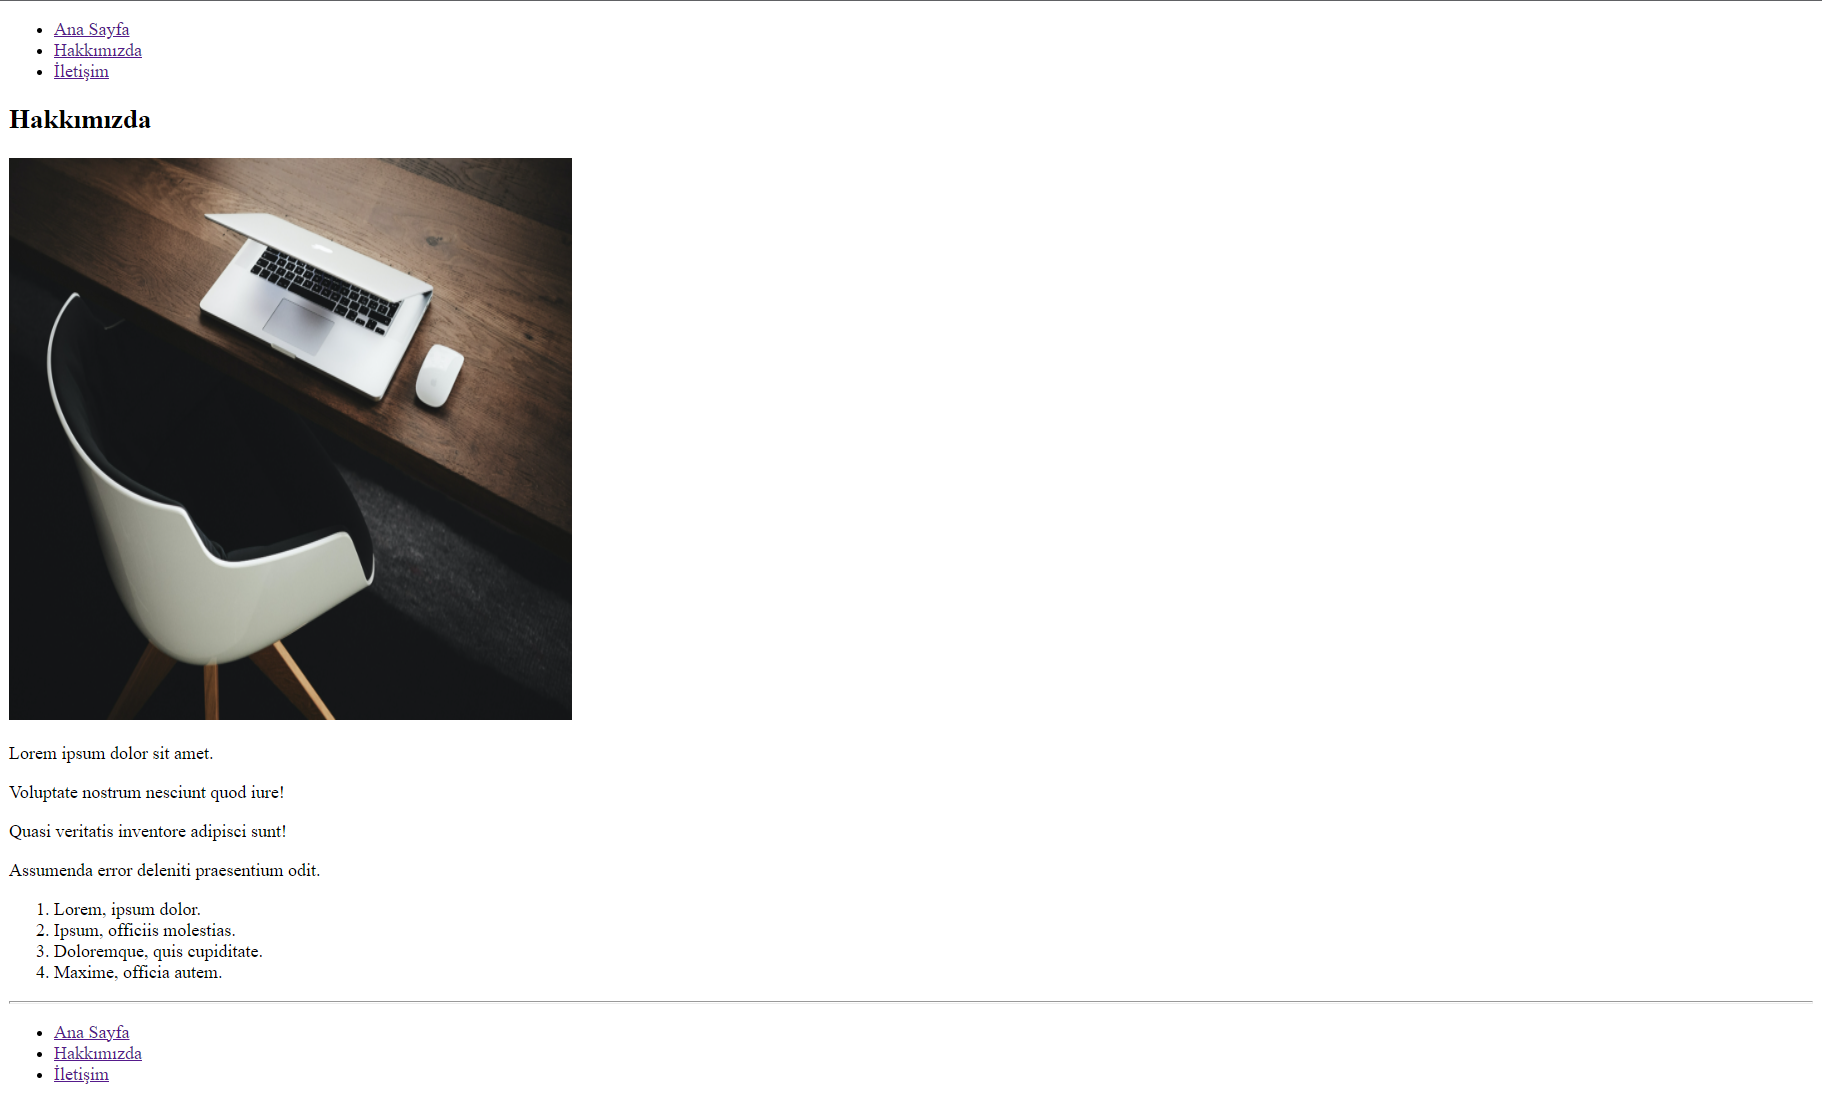 Ana Sayfa
Hakkımızda
İletişim
Hakkımızda
Lorem ipsum dolor sit amet.
Voluptate nostrum nesciunt quod iure!
Quasi veritatis inventore adipisci sunt!
Assumenda error deleniti praesentium odit.
1. Lorem, ipsum dolor.
2. Ipsum, officiis molestias.
3. Doloremque, quis cupiditate.
4. Maxime, officia autem.
Ana Sayfa
Hakkımızda
İletişim